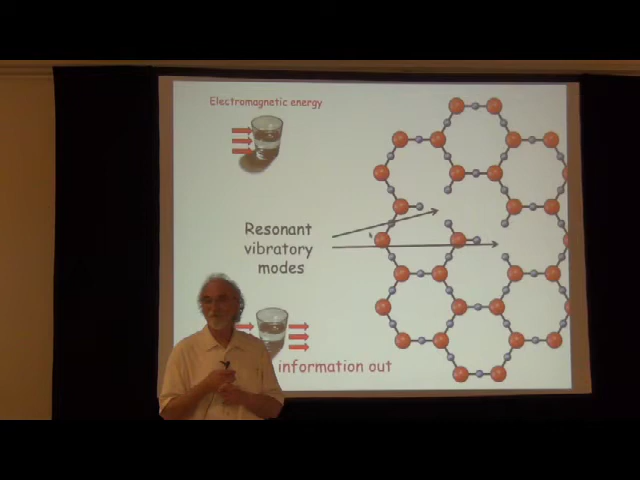 Electromagnetic energy
Resonant
vibratory
modes
information out